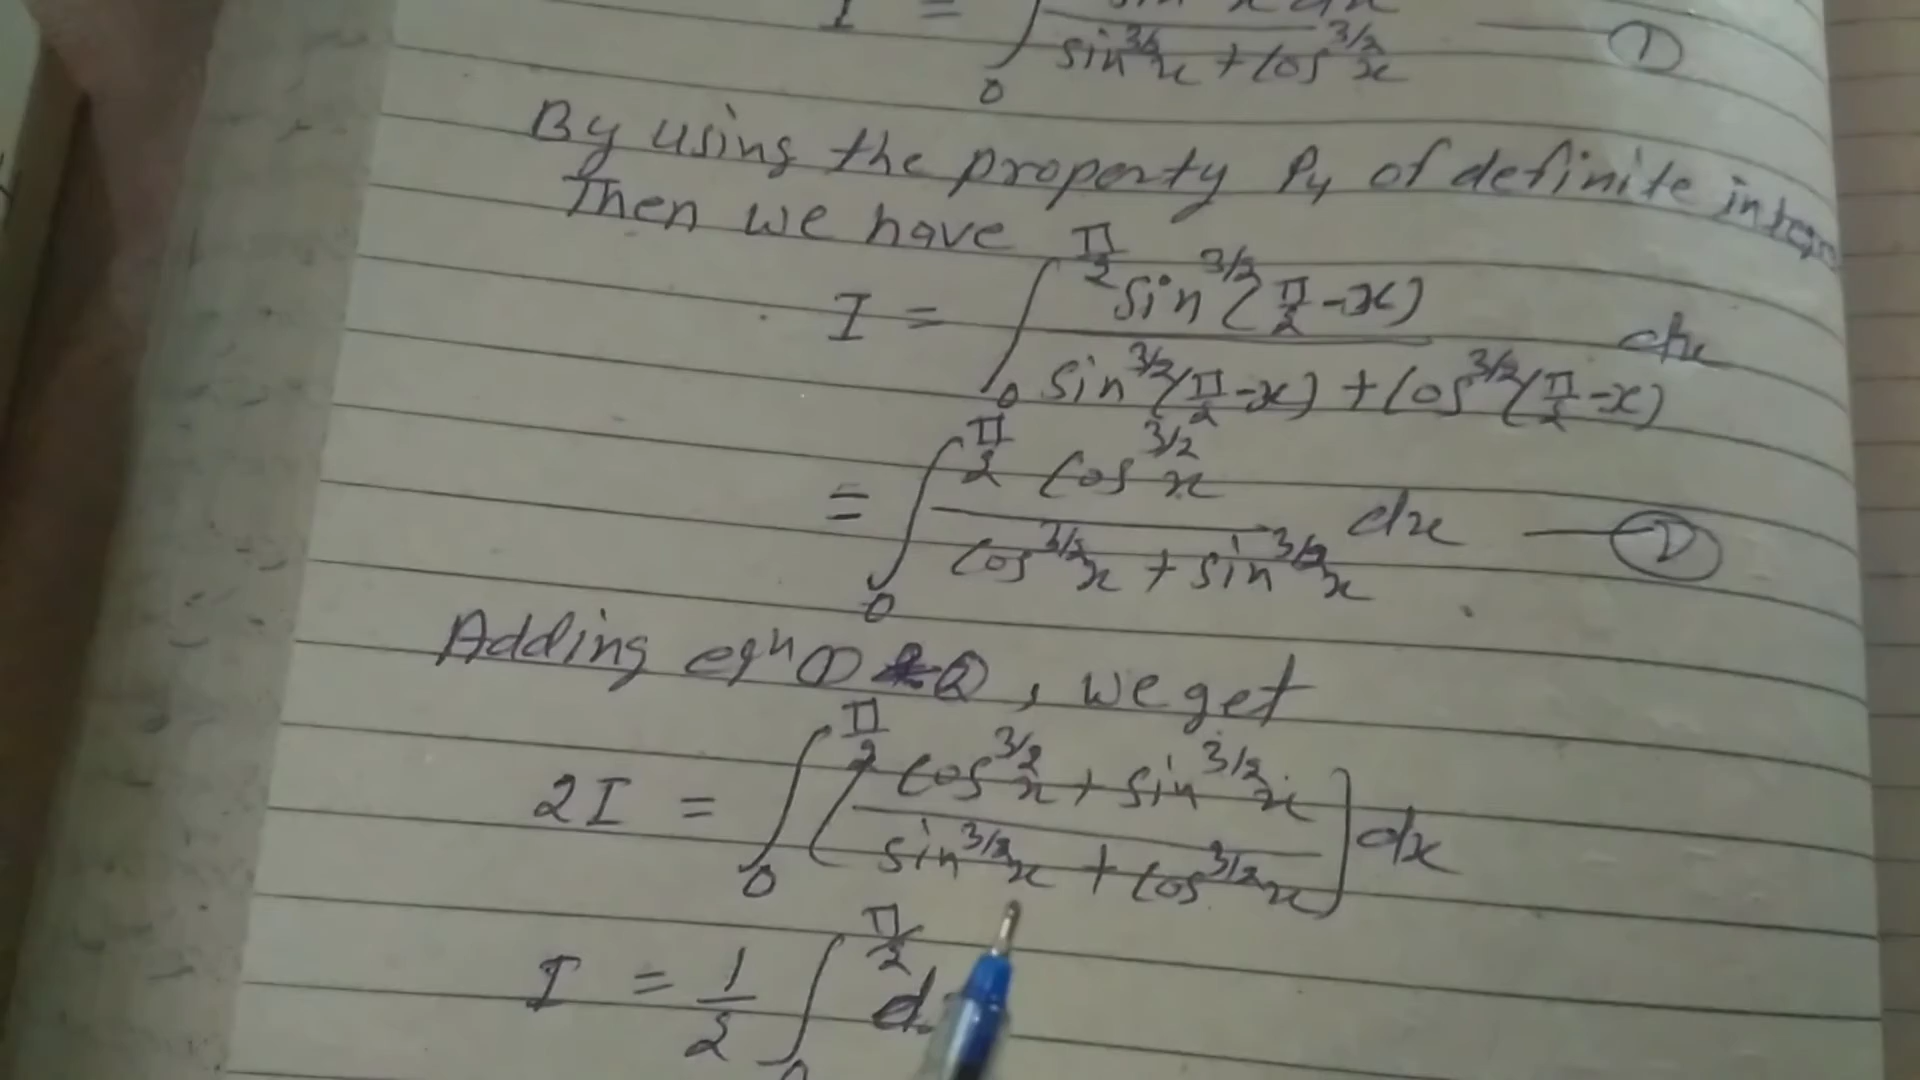 I = ∫₀ sin x dx / sin^3/2 x + cos^3/2 x — ①
By using the property P₄ of definite
Then we have
I = ∫₀^π/2 sin^3/2(π/2-x) / sin^3/2(π/2-x) + cos^3/2(π/2-x) dx
= ∫₀^π/2 cos^3/2 x / cos^3/2 x + sin^3/2 x dx — ②
Adding eqⁿ ① & ②, we get
2I = ∫₀^π/2 [cos^3/2 x + sin^3/2 x / sin^3/2 x + cos^3/2 x] dx
I = 1/2 ∫₀^π/2 d